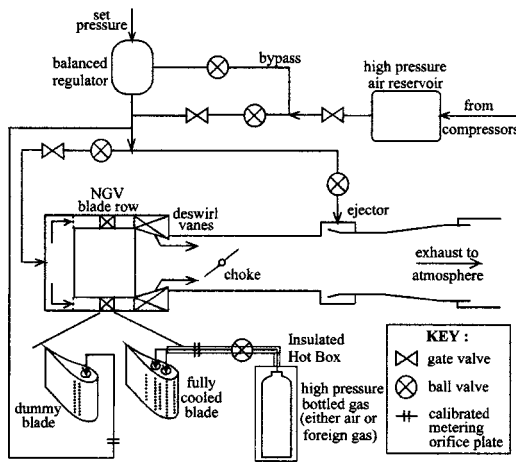 set
pressure
balanced
regulator
bypass
high pressure
air reservoir
from
compressors
NGV
blade row
deswirl
vanes
ejector
choke
exhaust to
atmosphere
dummy
blade
fully
cooled
blade
Insulated
Hot Box
high pressure
bottled gas
(either air or
foreign gas)
KEY :
gate valve
ball valve
calibrated
metering
orifice plate